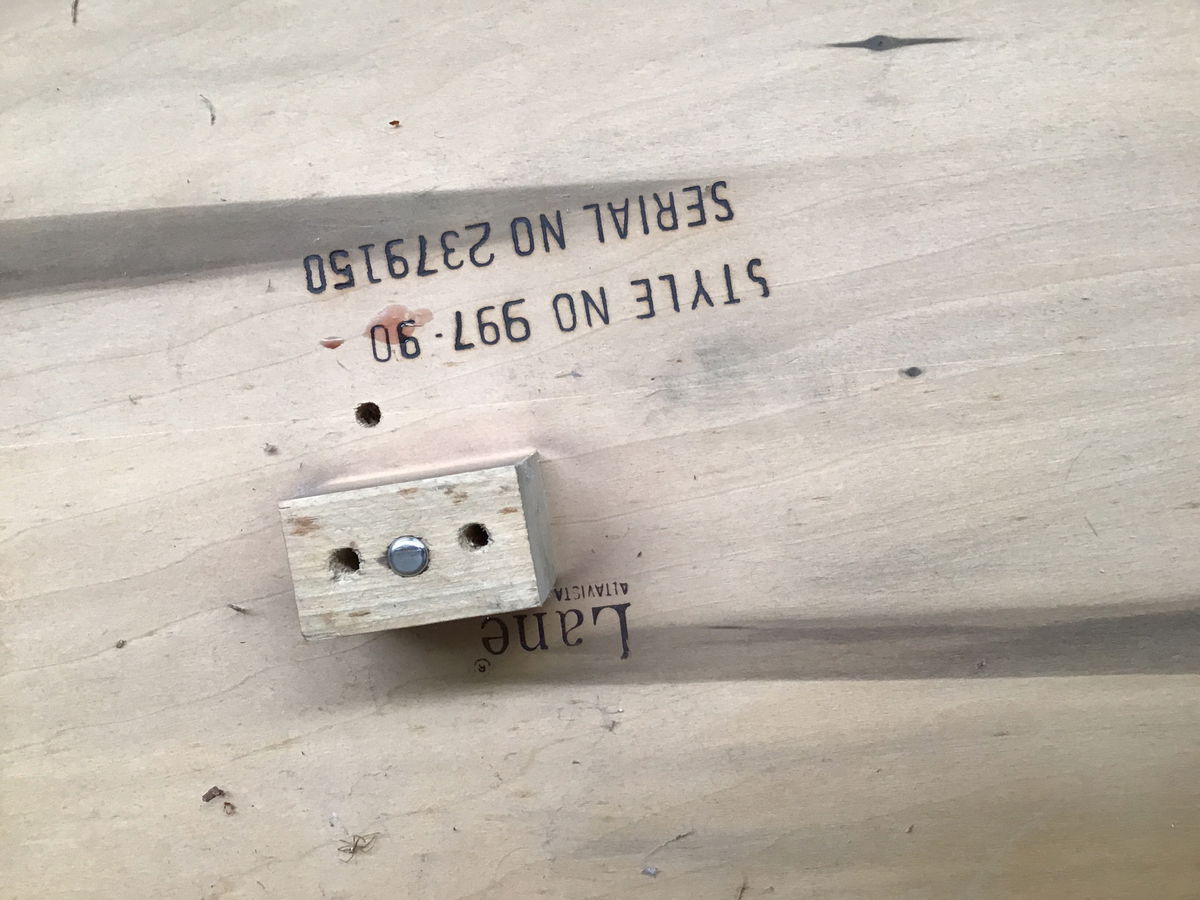 Lane®
ALTAVISTA
STYLE NO 997-90
SERIAL NO 2379150